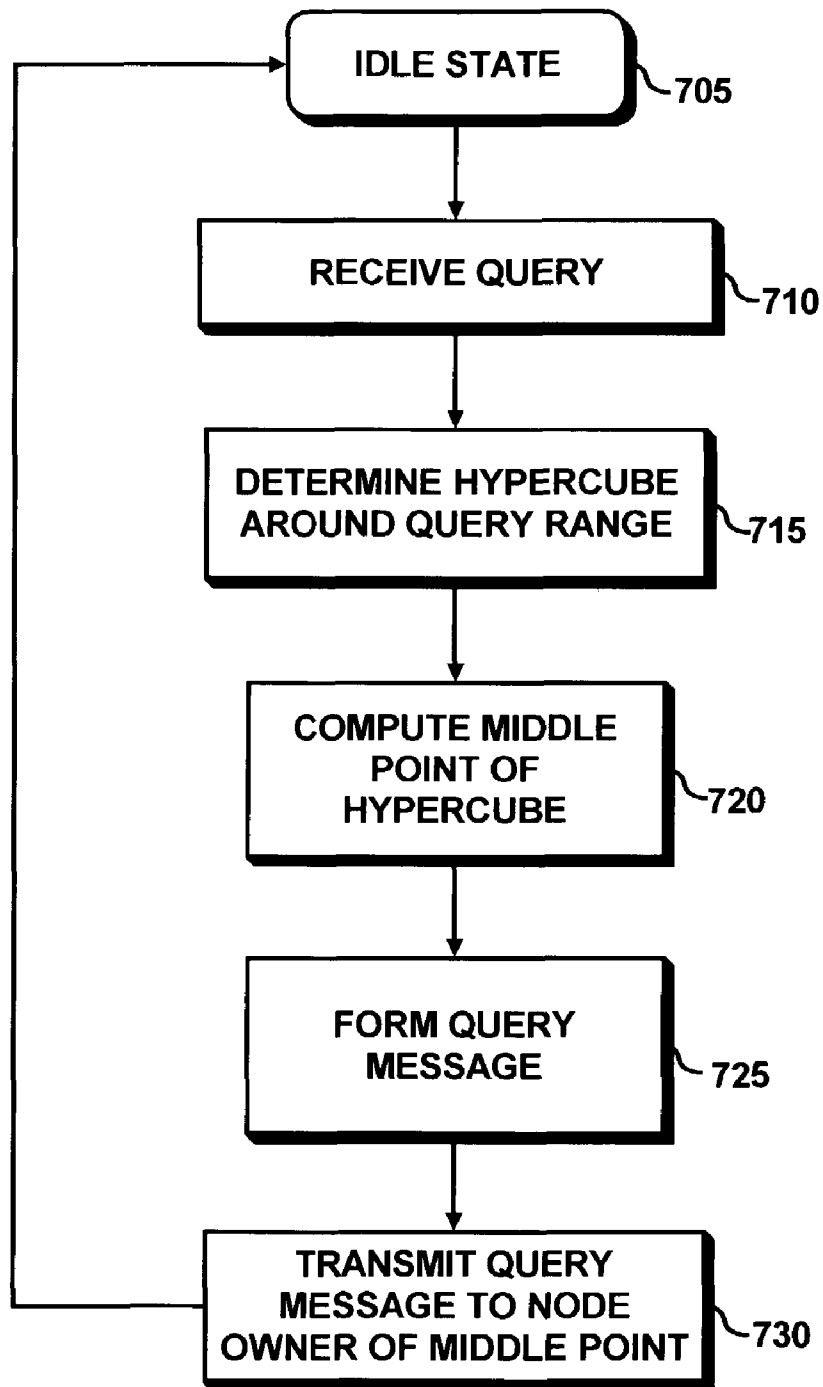 IDLE STATE
705
RECEIVE QUERY
710
DETERMINE HYPERCUBE
AROUND QUERY RANGE
715
COMPUTE MIDDLE
POINT OF
HYPERCUBE
720
FORM QUERY
MESSAGE
725
TRANSMIT QUERY
MESSAGE TO NODE
OWNER OF MIDDLE POINT
730